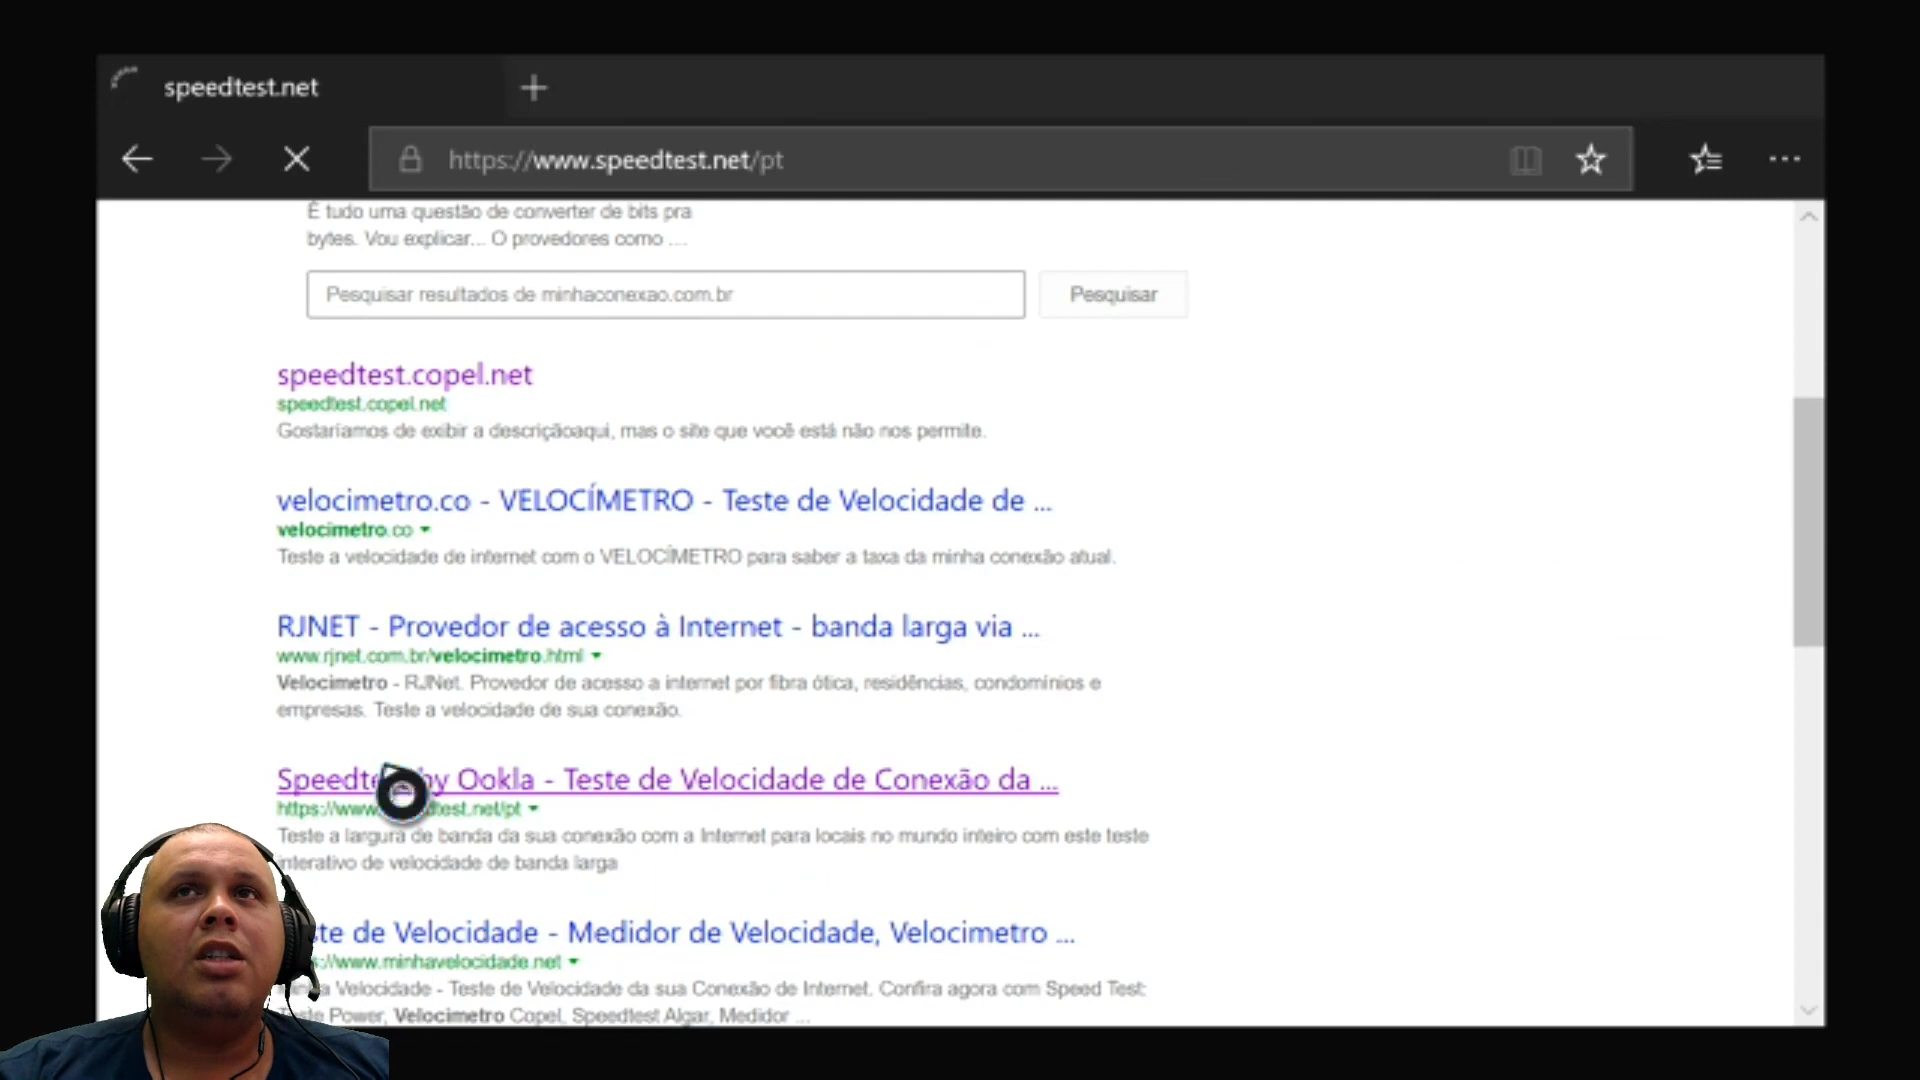 speedtest.net
https://www.speedtest.net/pt
É tudo uma questão de converter de bits pra
bytes. Vou explicar... O provedores como ...
Pesquisar resultados de minhaconexao.com.br
Pesquisar
speedtest.copel.net
speedtest.copel.net
Gostaríamos de exibir a descriçãoaqui, mas o site que você está não nos permite.
velocimetro.co - VELOCÍMETRO - Teste de Velocidade de ...
velocimetro.co
Teste a velocidade de internet com o VELOCÍMETRO para saber a taxa da minha conexão atual.
RJNET - Provedor de acesso à Internet - banda larga via ...
www.rjnet.com.br/velocimetro.html
Velocimetro - RJNet. Provedor de acesso a internet por fibra ótica, residências, condomínios e
empresas. Teste a velocidade de sua conexão.
Speedte by Ookla - Teste de Velocidade de Conexão da ...
https://www. dtest.net/pt
Teste a largura de banda da sua conexão com a Internet para locais no mundo inteiro com este teste
interativo de velocidade de banda larga
ste de Velocidade - Medidor de Velocidade, Velocimetro ...
s://www.minhavelocidade.net
a Velocidade - Teste de Velocidade da sua Conexão de Internet. Confira agora com Speed Test:
Teste Power, Velocimetro Copel, Speedtest Algar, Medidor ...